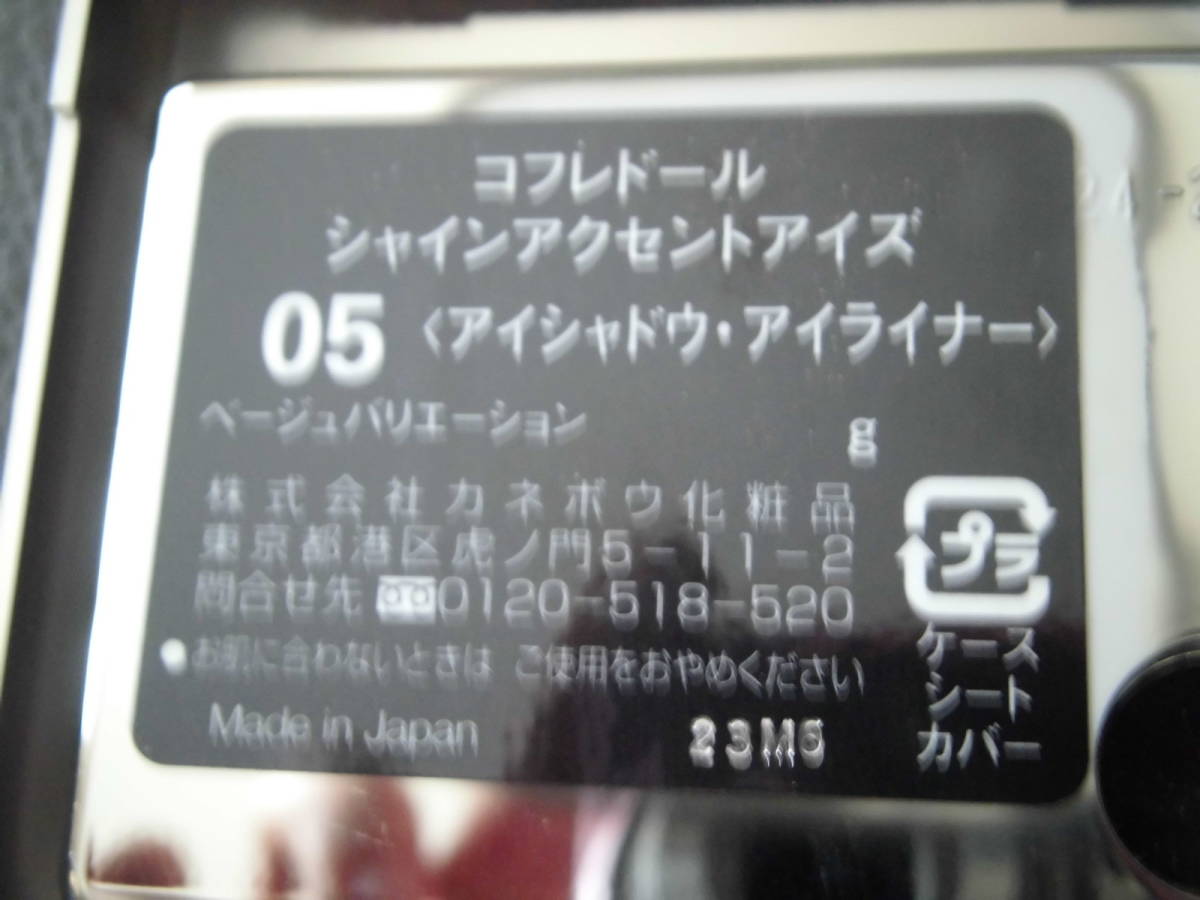 コフレドール
シャインアクセントアイズ
05 〈アイシャドウ・アイライナー〉
ベージュバリエーション
g
株式会社カネボウ化粧品
東京都港区虎ノ門5-11-2
問合せ先 0120-518-520
●お肌に合わないときは ご使用をおやめください
Made in Japan
23M6
プラ
ケース
シート
カバー